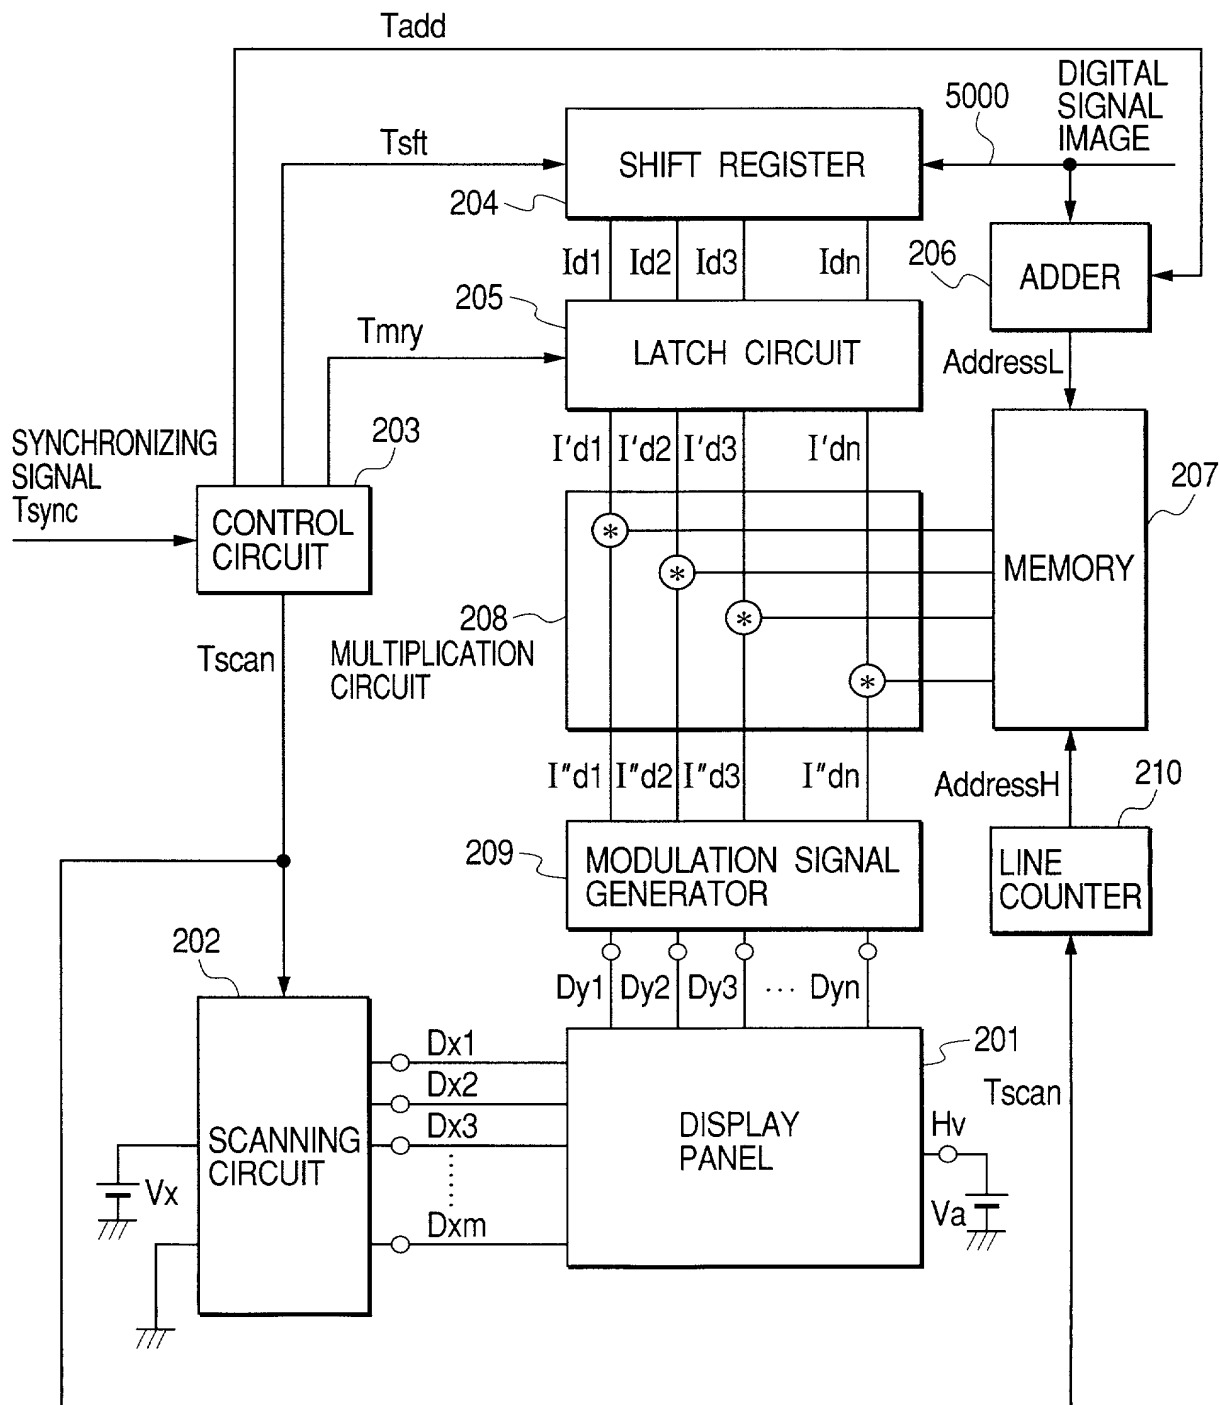 Tadd
5000
DIGITAL
SIGNAL
IMAGE
Tsft
SHIFT REGISTER
204
Id1 Id2 Id3 Idn
206
ADDER
205
Tmry
LATCH CIRCUIT
AddressL
203
SYNCHRONIZING
SIGNAL
Tsync
I'd1 I'd2 I'd3 I'dn
207
CONTROL
CIRCUIT
* * * *
MEMORY
208
MULTIPLICATION
CIRCUIT
Tscan
I"d1 I"d2 I"d3 I"dn
AddressH
210
209
MODULATION SIGNAL
GENERATOR
LINE
COUNTER
202
Dy1 Dy2 Dy3 ... Dyn
201
Dx1
Dx2
Dx3
Dxm
SCANNING
CIRCUIT
DISPLAY
PANEL
Tscan
Hv
Vx
Va